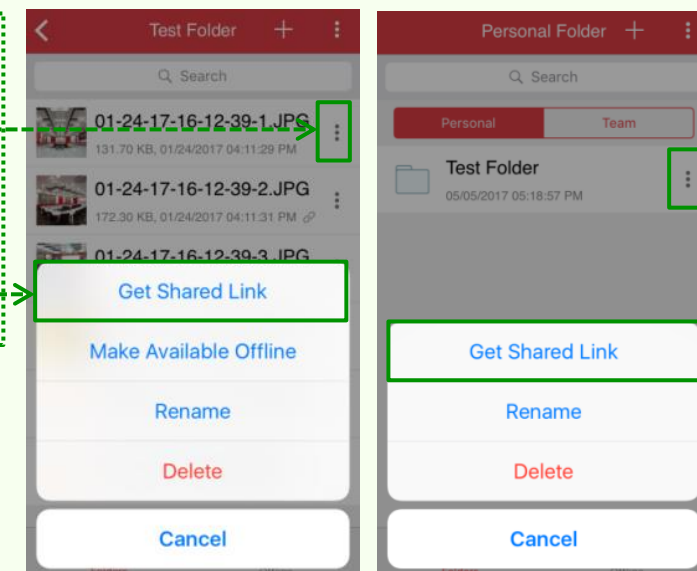 Test Folder
Search
01-24-17-16-12-39-1.JPG
131.70 KB, 01/24/2017 04:11:29 PM
01-24-17-16-12-39-2.JPG
172.30 KB, 01/24/2017 04:11:31 PM
01-24-17-16-12-39-3.JPG
Get Shared Link
Make Available Offline
Rename
Delete
Cancel
Folders
Personal Folder
Search
Personal Team
Test Folder
05/05/2017 05:18:57 PM
Get Shared Link
Rename
Delete
Cancel
Folders